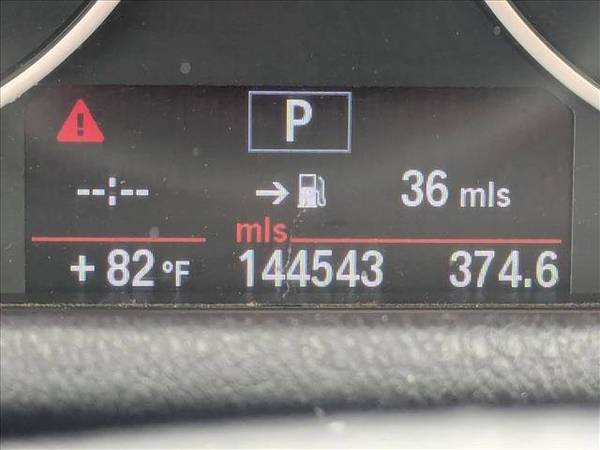 P
--:-- → 36 mls
mls
+ 82 °F 144543 374.6